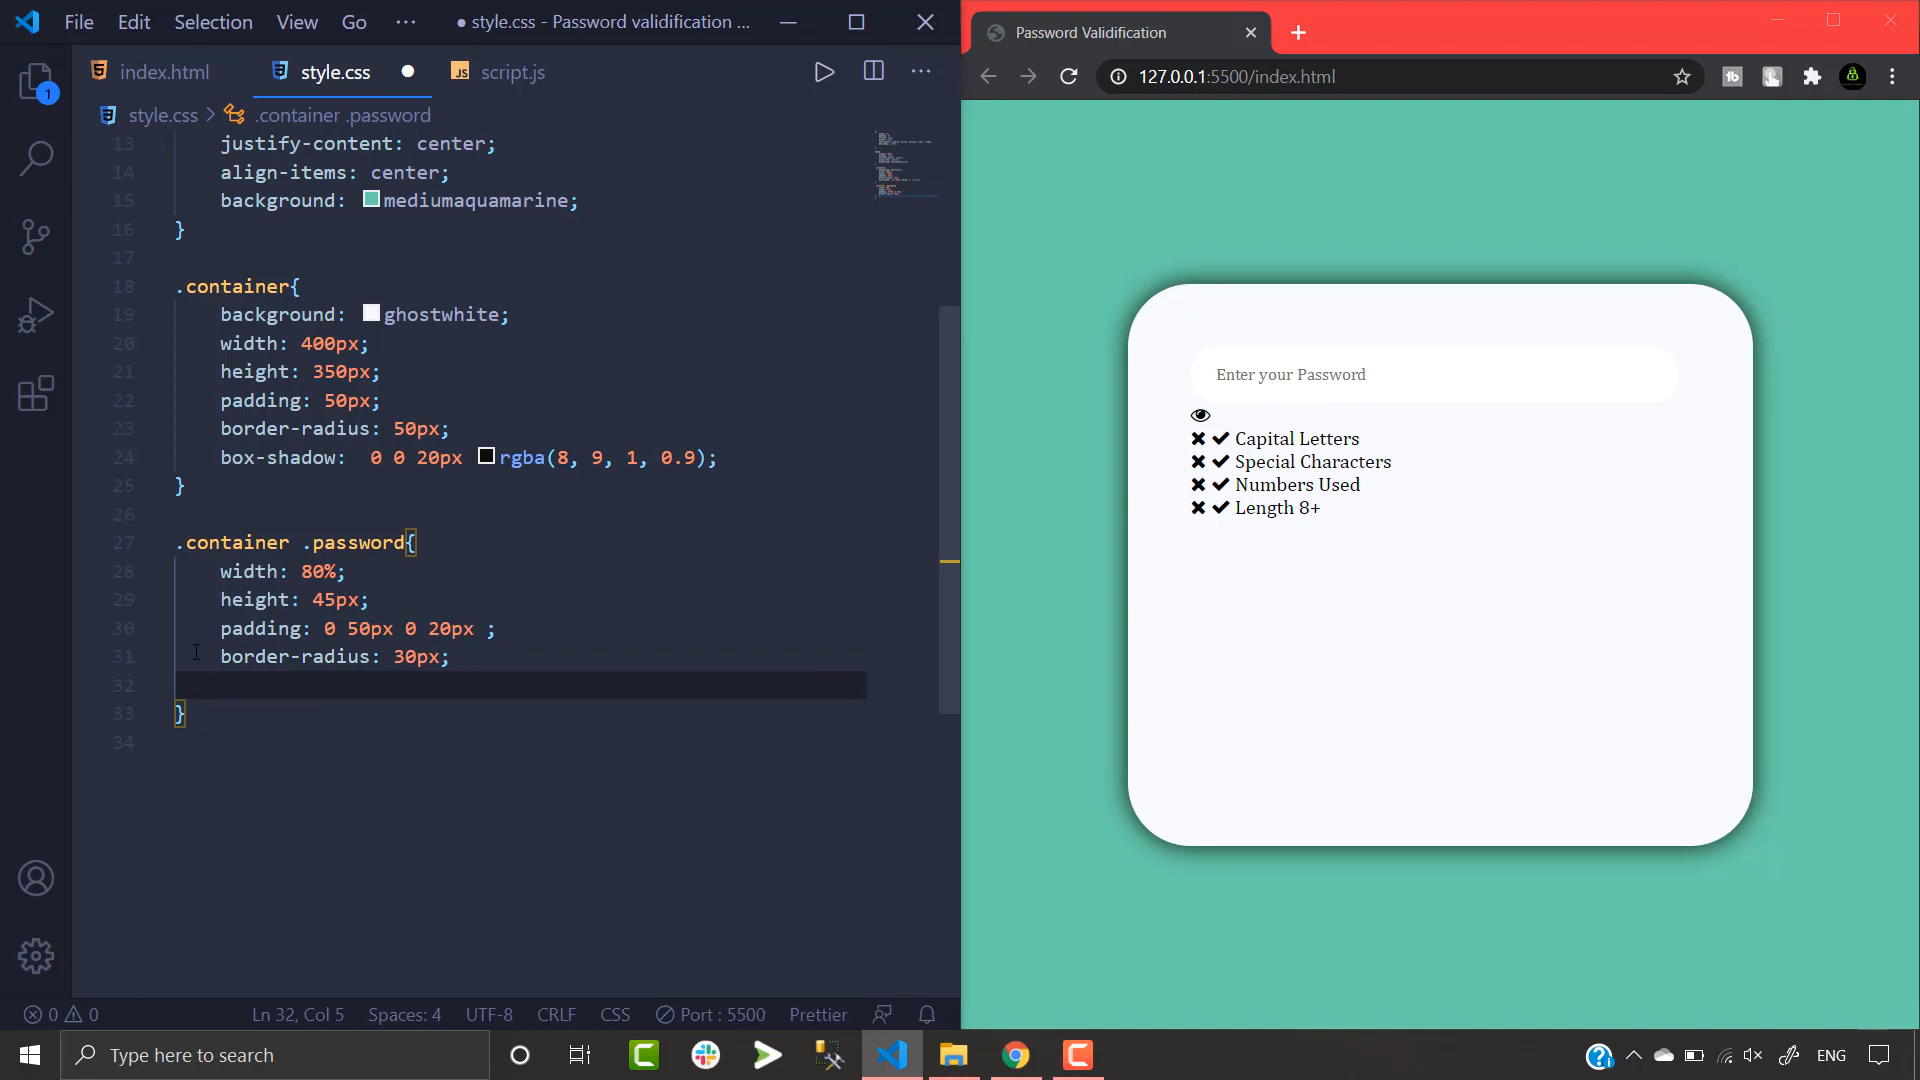 File Edit Selection View Go ··· ● style.css - Password validification ...
index.html style.css ● JS script.js
style.css > .container .password
13 justify-content: center;
14 align-items: center;
15 background: mediumaquamarine;
16 }
17
18 .container{
19 background: ghostwhite;
20 width: 400px;
21 height: 350px;
22 padding: 50px;
23 border-radius: 50px;
24 box-shadow:  0 0 20px rgba(8, 9, 1, 0.9);
25 }
26
27 .container .password{
28 width: 80%;
29 height: 45px;
30 padding: 0 50px 0 20px ;
31 border-radius: 30px;
32
33 }
34
1
0 0 Ln 32, Col 5 Spaces: 4 UTF-8 CRLF CSS Port : 5500 Prettier
Password Validification
127.0.0.1:5500/index.html
Enter your Password
Capital Letters
Special Characters
Numbers Used
Length 8+
Type here to search
ENG